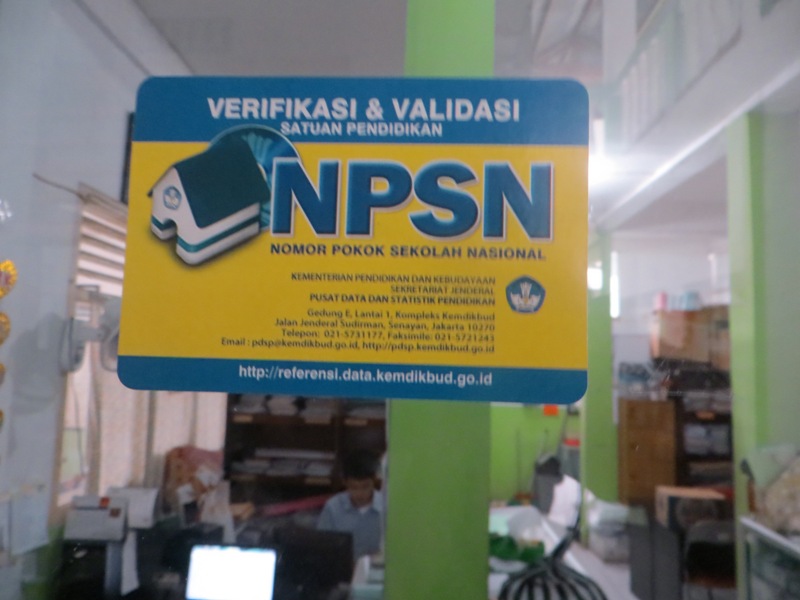 VERIFIKASI & VALIDASI
SATUAN PENDIDIKAN
NPSN
NOMOR POKOK SEKOLAH NASIONAL
KEMENTERIAN PENDIDIKAN DAN KEBUDAYAAN
SEKRETARIAT JENDERAL
PUSAT DATA DAN STATISTIK PENDIDIKAN
Gedung E, Lantai 1, Kompleks Kemdikbud
Jalan Jenderal Sudirman, Senayan, Jakarta 10270
Telepon: 021-5731177, Faksimile: 021-5721243
Email : pdsp@kemdikbud.go.id, http://pdsp.kemdikbud.go.id
http://referensi.data.kemdikbud.go.id